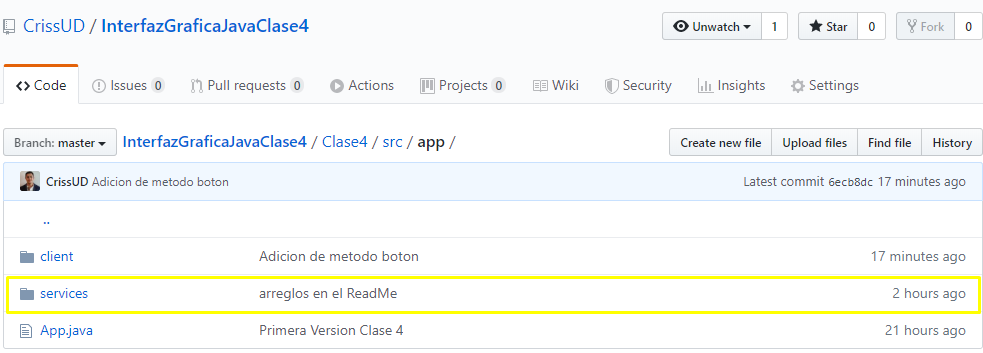 CrissUD / InterfazGraficaJavaClase4 Unwatch 1 Star 0 Fork 0
Code Issues 0 Pull requests 0 Actions Projects 0 Wiki Security Insights Settings
Branch: master InterfazGraficaJavaClase4 / Clase4 / src / app / Create new file Upload files Find file History
CrissUD Adicion de metodo boton Latest commit 6ecb8dc 17 minutes ago
..
client Adicion de metodo boton 17 minutes ago
services arreglos en el ReadMe 2 hours ago
App.java Primera Version Clase 4 21 hours ago